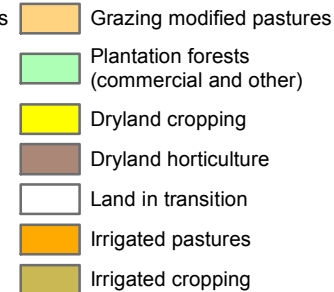 s Grazing modified pastures
Plantation forests
(commercial and other)
Dryland cropping
Dryland horticulture
Land in transition
Irrigated pastures
Irrigated cropping